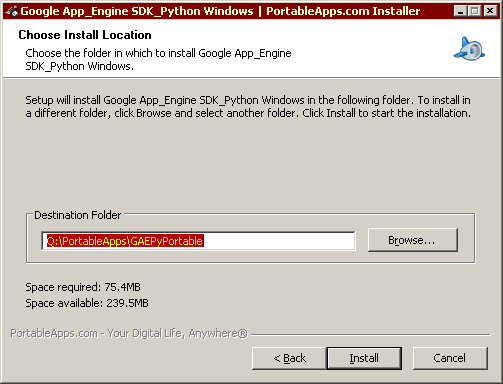 Google App_Engine SDK_Python Windows | PortableApps.com Installer
Choose Install Location
Choose the folder in which to install Google App_Engine
SDK_Python Windows.
Setup will install Google App_Engine SDK_Python Windows in the following folder. To install in
a different folder, click Browse and select another folder. Click Install to start the installation.
Destination Folder
Q:\PortableApps\GAEPyPortable
Browse...
Space required: 75.4MB
Space available: 239.5MB
PortableApps.com - Your Digital Life, Anywhere®
< Back
Install
Cancel